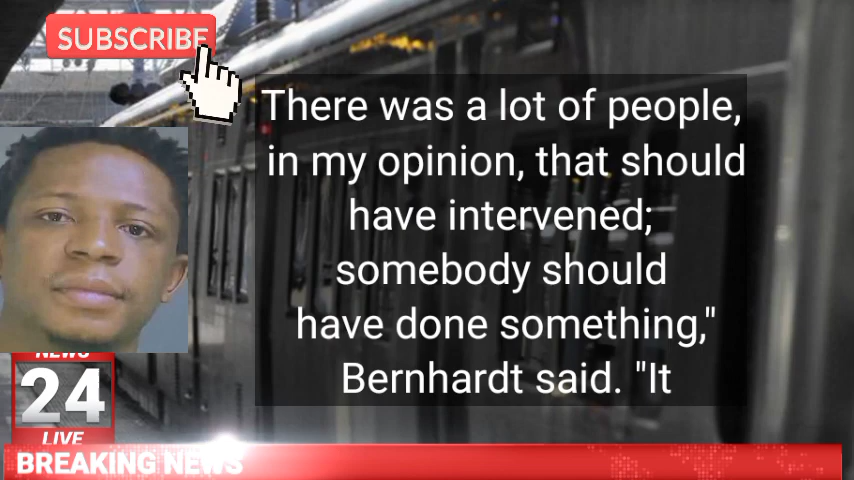 SUBSCRIBE
There was a lot of people,
in my opinion, that should
have intervened;
somebody should
have done something,"
Bernhardt said. "It
NEWS
24
LIVE
BREAKING NEWS